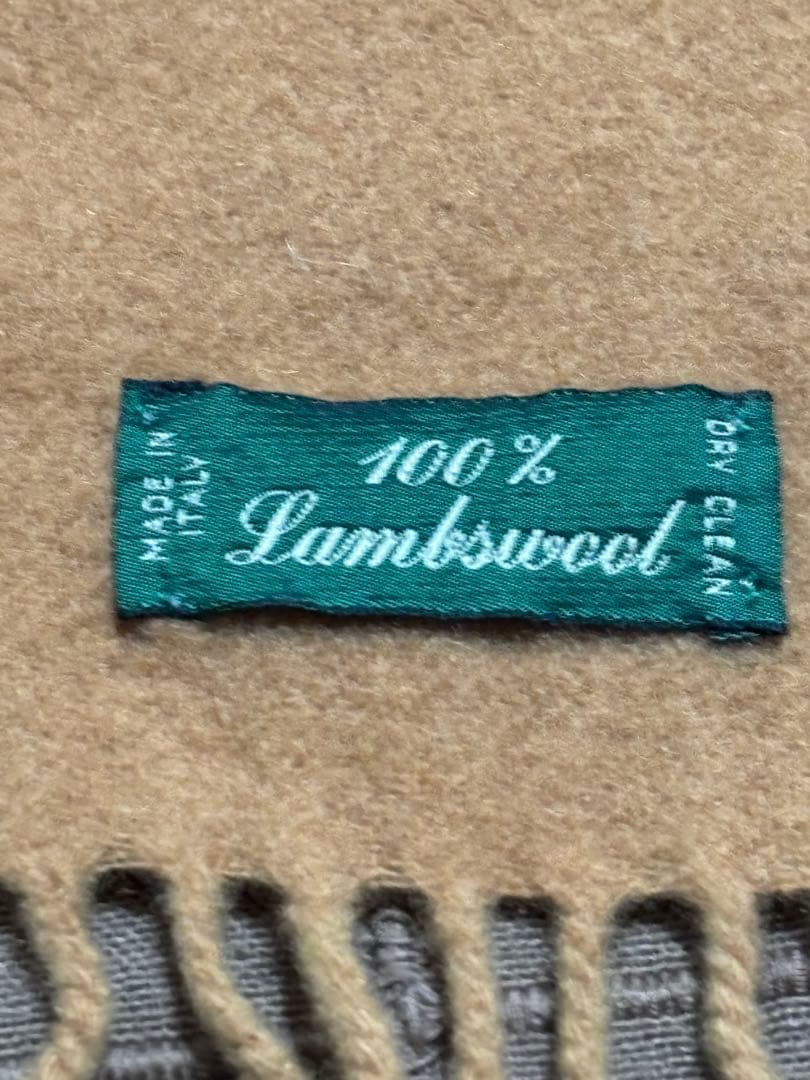 MADE IN
ITALY
100 %
Lambswool
DRY CLEAN